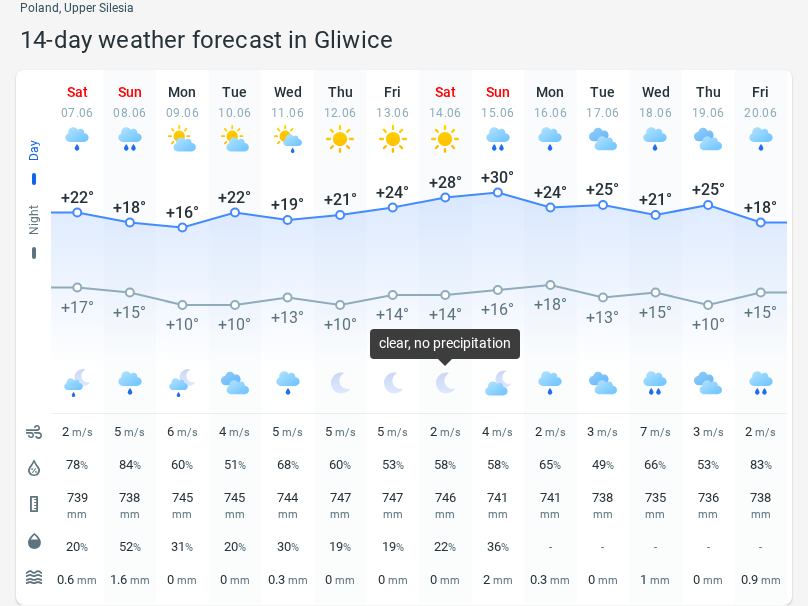 Poland, Upper Silesia
14-day weather forecast in Gliwice
Sat Sun Mon Tue Wed Thu Fri Sat Sun Mon Tue Wed Thu Fri
07.06 08.06 09.06 10.06 11.06 12.06 13.06 14.06 15.06 16.06 17.06 18.06 19.06 20.06
Day
+22° +18° +16° +22° +19° +21° +24° +28° +30° +24° +25° +21° +25° +18°
Night
+17° +15° +10° +10° +13° +10° +14° +14° +16° +18° +13° +15° +10° +15°
clear, no precipitation
2 m/s 5 m/s 6 m/s 4 m/s 5 m/s 5 m/s 5 m/s 2 m/s 4 m/s 2 m/s 3 m/s 7 m/s 3 m/s 2 m/s
78% 84% 60% 51% 68% 60% 53% 58% 58% 65% 49% 66% 53% 83%
739 738 745 745 744 747 747 746 741 741 738 735 736 738
mm mm mm mm mm mm mm mm mm mm mm mm mm mm
20% 52% 31% 20% 30% 19% 19% 22% 36% - - - - -
0.6 mm 1.6 mm 0 mm 0 mm 0.3 mm 0 mm 0 mm 0 mm 2 mm 0.3 mm 0 mm 1 mm 0 mm 0.9 mm